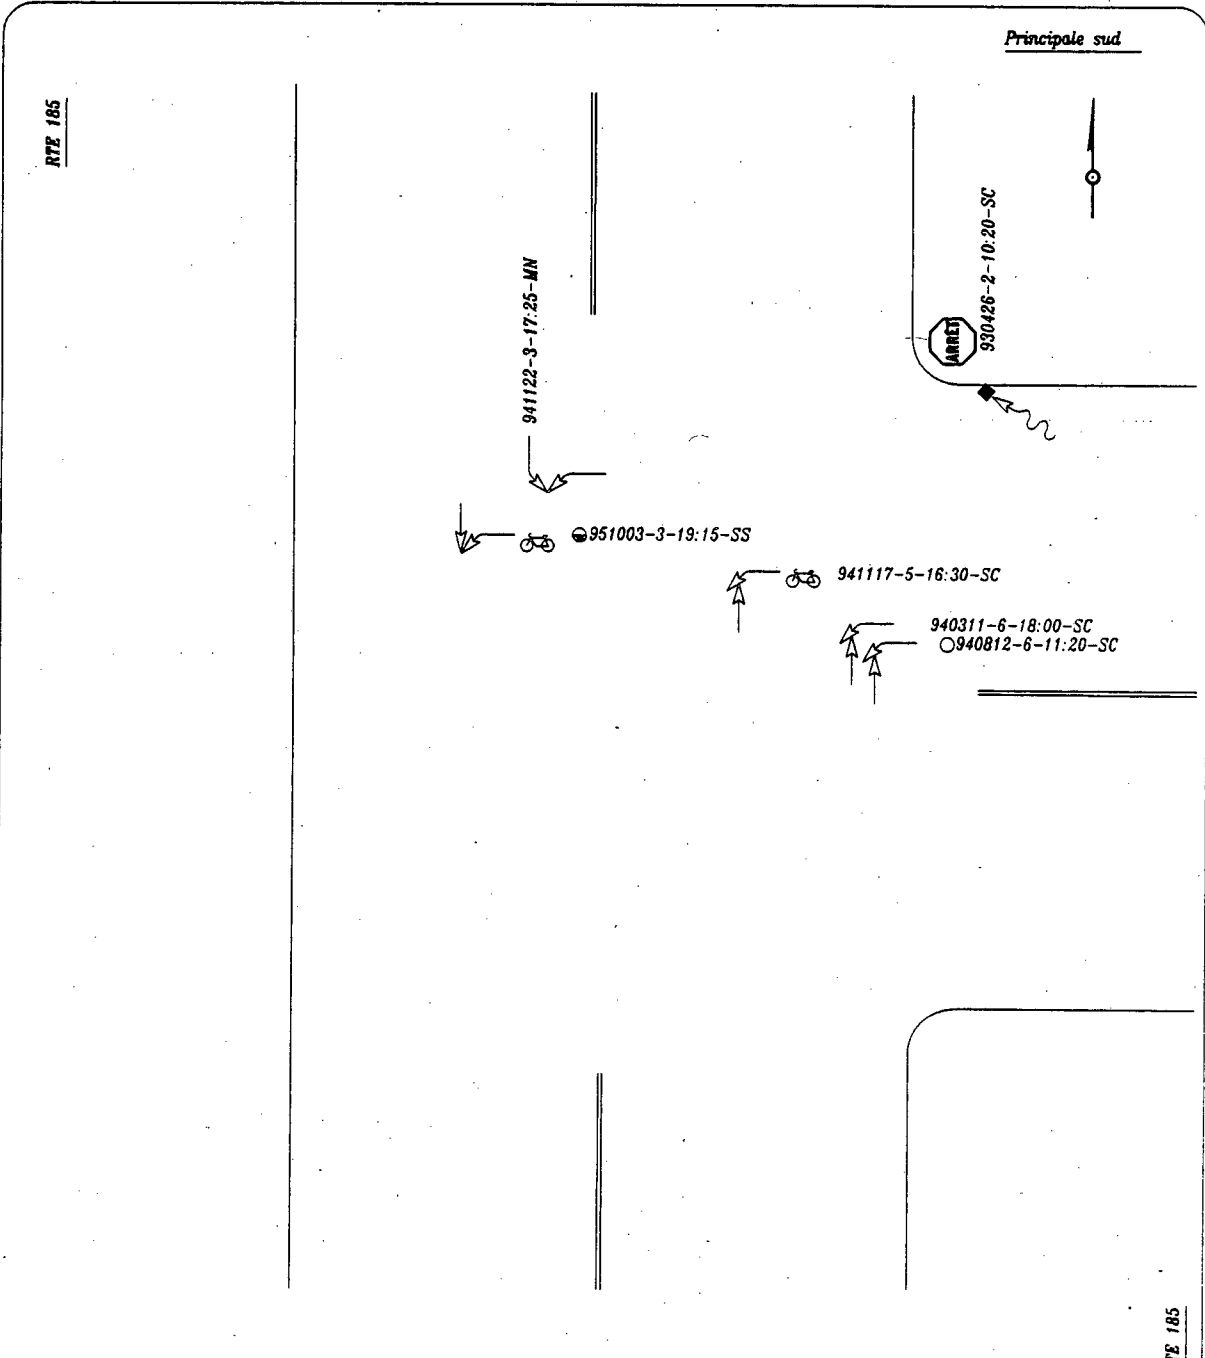 Principale sud
RTE 185
930426-2-10:20-SC
ARRÊT
941122-3-17:25-MN
951003-3-19:15-SS
941117-5-16:30-SC
940311-6-18:00-SC
940812-6-11:20-SC
185